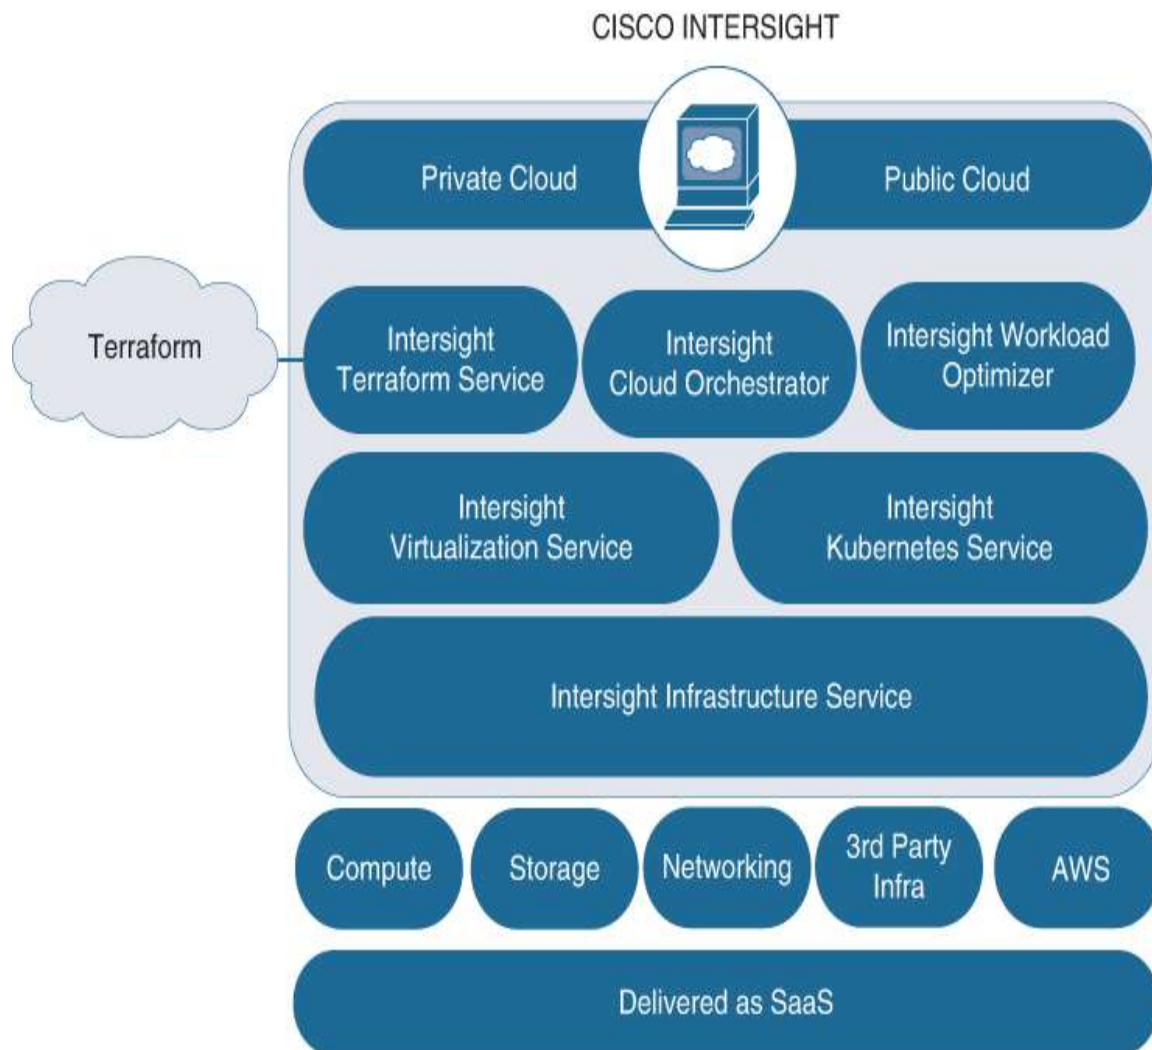 CISCO INTERSIGHT
Private Cloud
Public Cloud
Terraform
Intersight
Terraform Service
Intersight
Cloud Orchestrator
Intersight Workload
Optimizer
Intersight
Virtualization Service
Intersight
Kubernetes Service
Intersight Infrastructure Service
Compute
Storage
Networking
3rd Party
Infra
AWS
Delivered as SaaS